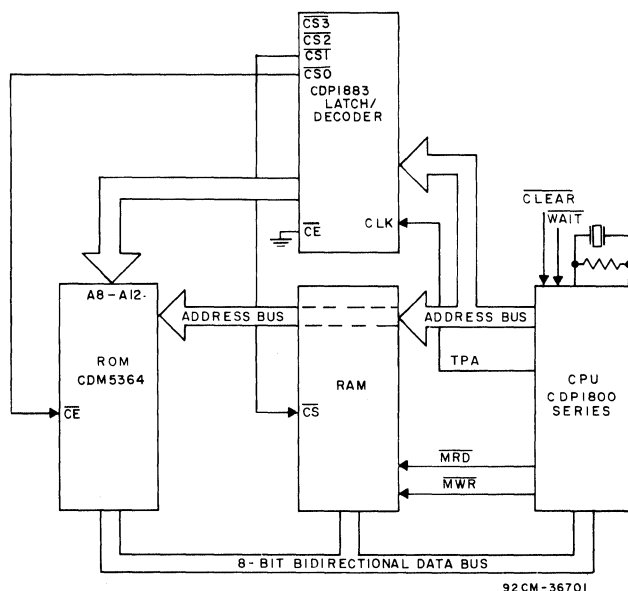 CS3
CS2
CS1
CS0
CDP1883
LATCH/
DECODER
CE
CLK
CLEAR
WAIT
A8-A12
ROM
CDM5364
CE
ADDRESS BUS
RAM
CS
ADDRESS BUS
TPA
CPU
CDP1800
SERIES
MRD
MWR
8-BIT BIDIRECTIONAL DATA BUS
92CM-36701